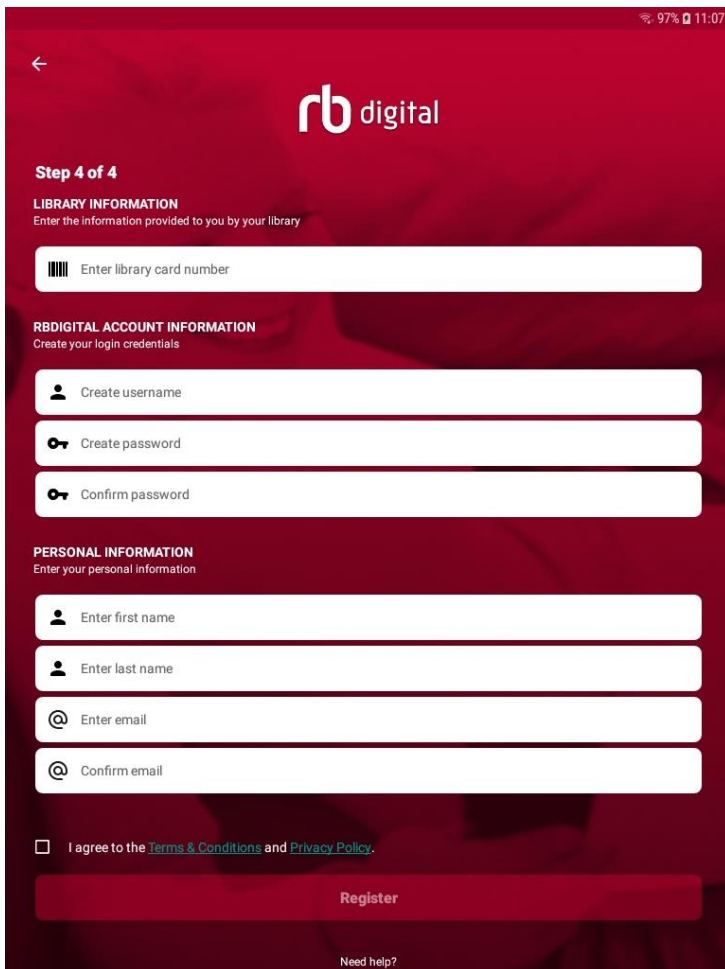 97% 11:07
rb digital
Step 4 of 4
LIBRARY INFORMATION
Enter the information provided to you by your library
Enter library card number
RBDIGITAL ACCOUNT INFORMATION
Create your login credentials
Create username
Create password
Confirm password
PERSONAL INFORMATION
Enter your personal information
Enter first name
Enter last name
Enter email
Confirm email
I agree to the Terms & Conditions and Privacy Policy.
Register
Need help?